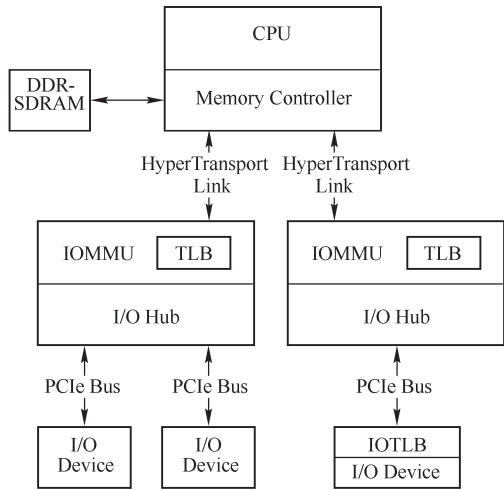 CPU
DDR-
SDRAM
Memory Controller
HyperTransport
Link
HyperTransport
Link
IOMMU
TLB
I/O Hub
IOMMU
TLB
I/O Hub
PCIe Bus
PCIe Bus
PCIe Bus
I/O
Device
I/O
Device
IOTLB
I/O Device